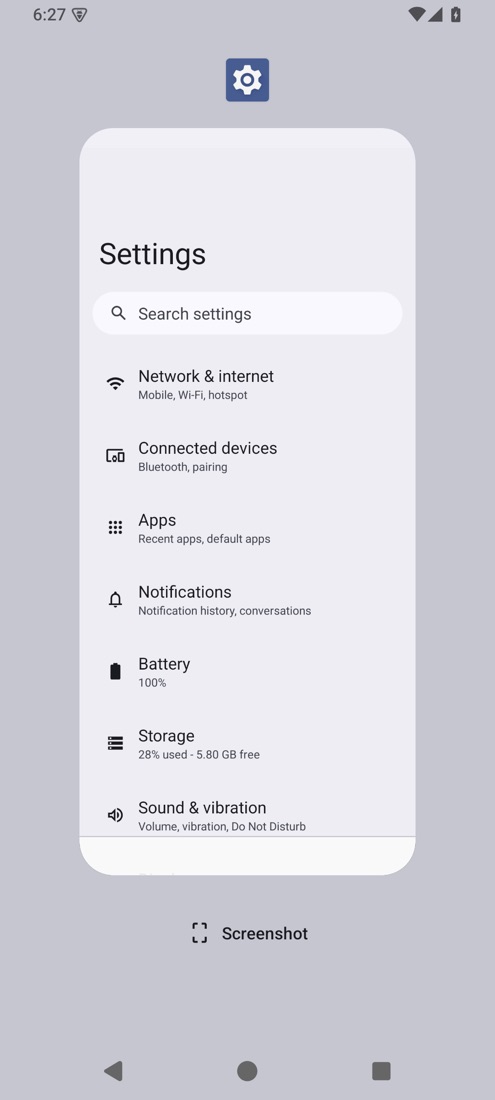 6:27
Settings
Search settings
Network & internet
Mobile, Wi-Fi, hotspot
Connected devices
Bluetooth, pairing
Apps
Recent apps, default apps
Notifications
Notification history, conversations
Battery
100%
Storage
28% used - 5.80 GB free
Sound & vibration
Volume, vibration, Do Not Disturb
Screenshot